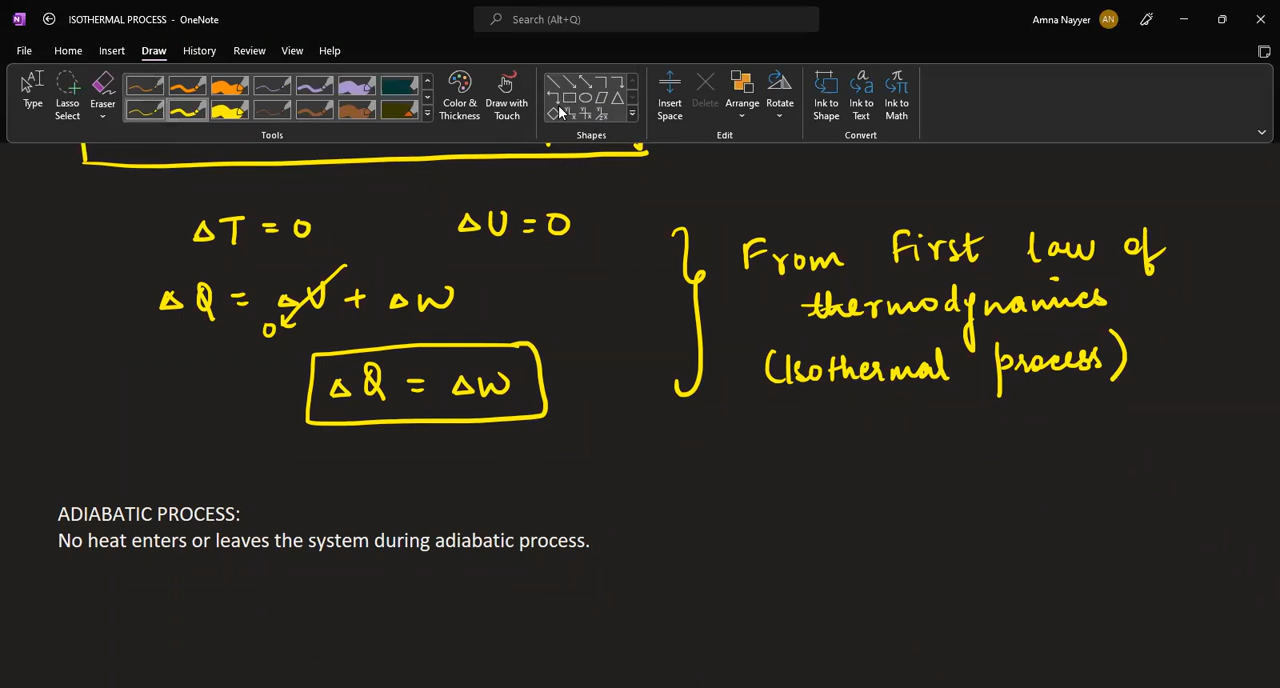 ISOTHERMAL PROCESS - OneNote
Search (Alt+Q)
Amna Nayyer
AN
File
Home
Insert
Draw
History
Review
View
Help
Type
Lasso Select
Eraser
Color & Thickness
Draw with Touch
Insert Space
Delete
Arrange
Rotate
Ink to Shape
Ink to Text
Ink to Math
Tools
Shapes
Edit
Convert
ΔT = 0
ΔU = 0
ΔQ = ΔU + ΔW
0
ΔQ = ΔW
From First law of
thermodynamics
(Isothermal process)
ADIABATIC PROCESS:
No heat enters or leaves the system during adiabatic process.